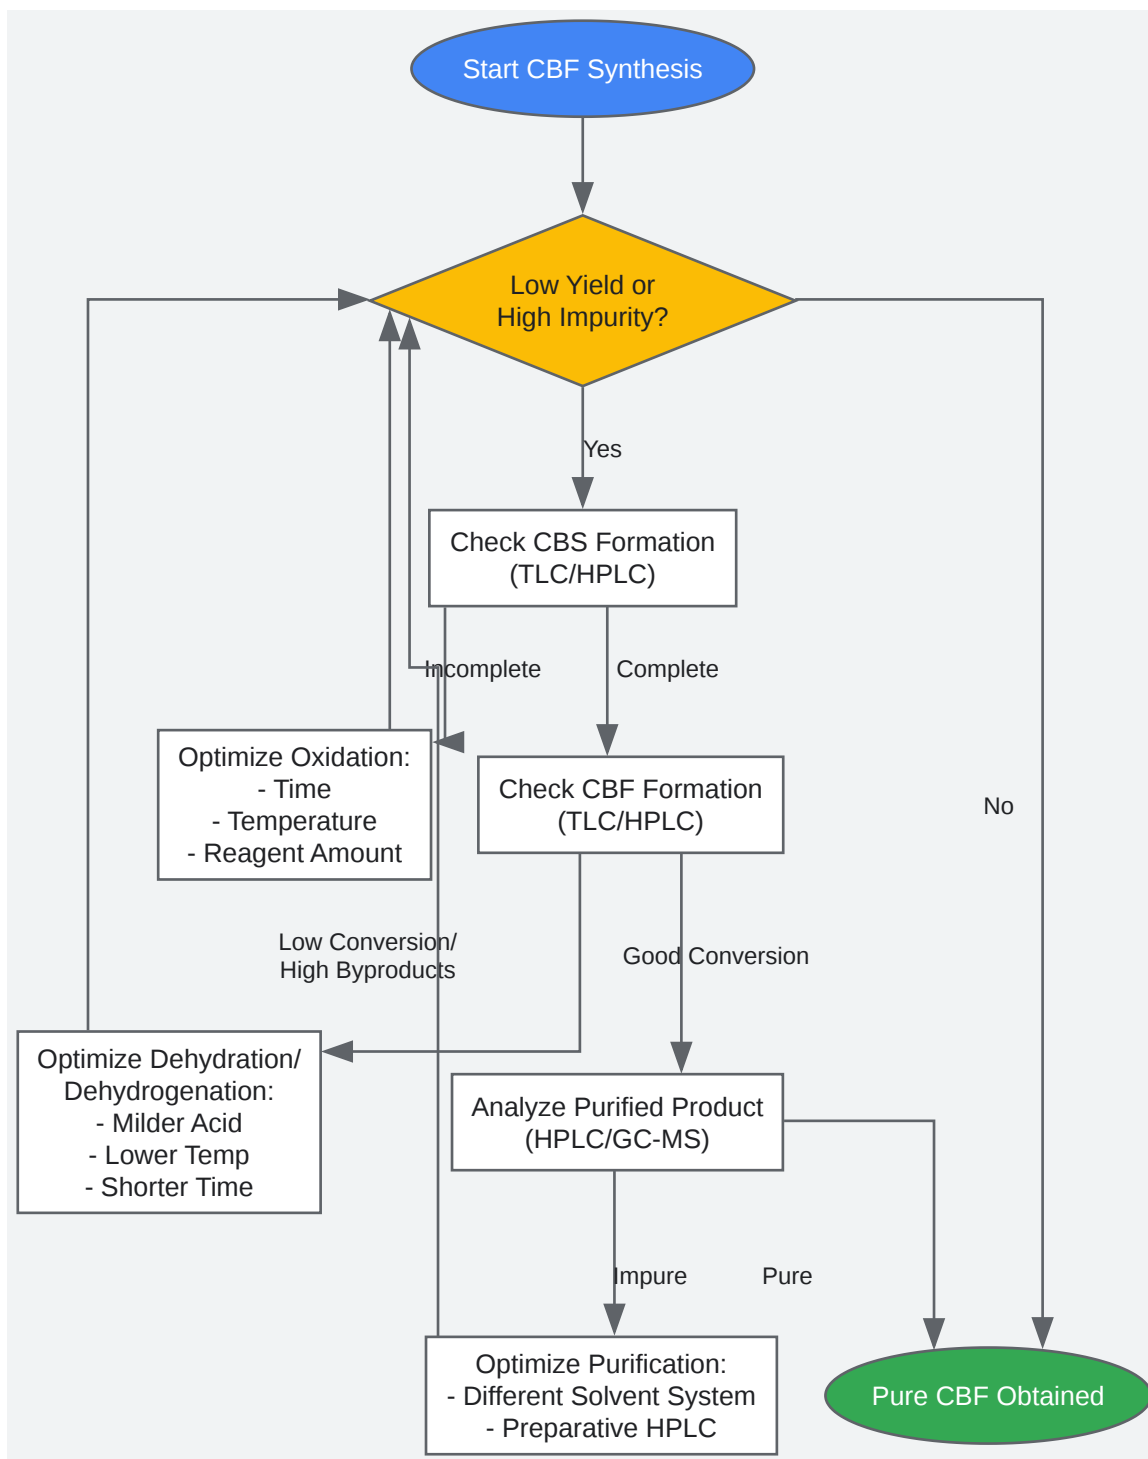 Start CBF Synthesis
Low Yield or
High Impurity?
Yes
No
Check CBS Formation
(TLC/HPLC)
Incomplete
Complete
Optimize Oxidation:
- Time
- Temperature
- Reagent Amount
Check CBF Formation
(TLC/HPLC)
Low Conversion/
High Byproducts
Good Conversion
Optimize Dehydration/
Dehydrogenation:
- Milder Acid
- Lower Temp
- Shorter Time
Analyze Purified Product
(HPLC/GC-MS)
Impure
Pure
Optimize Purification:
- Different Solvent System
- Preparative HPLC
Pure CBF Obtained